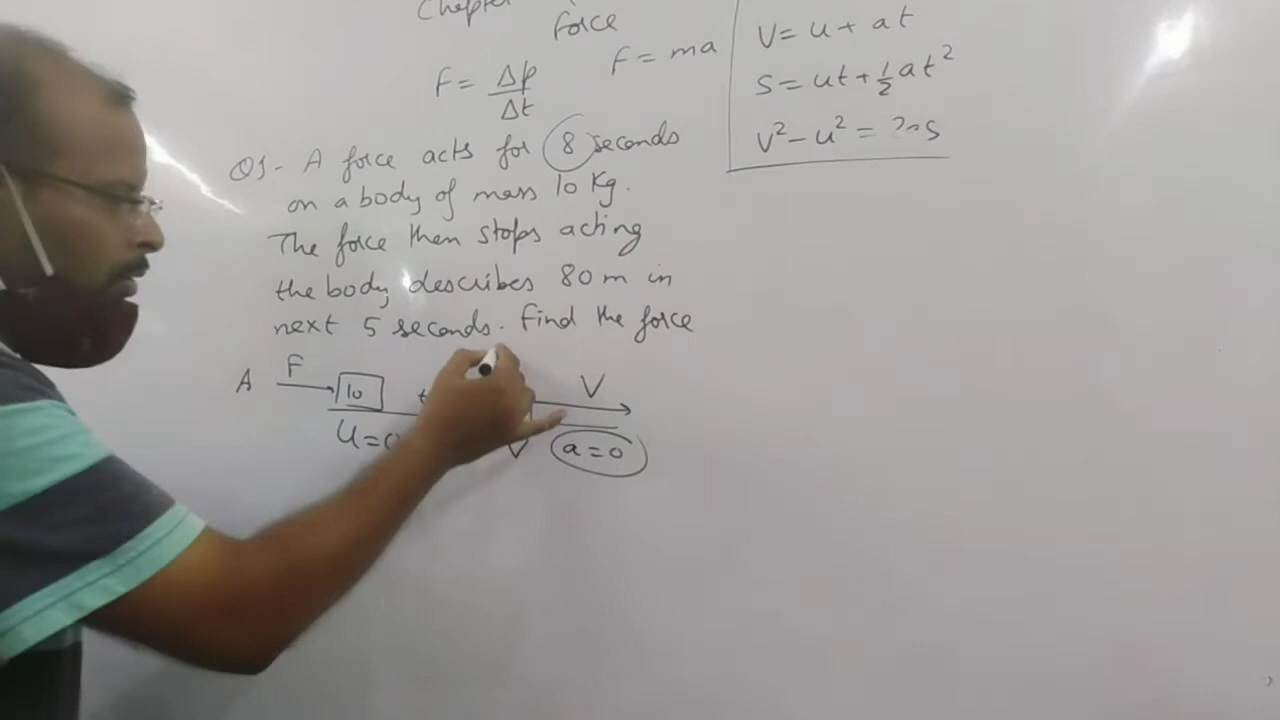 Chapter
force
F = Δp/Δt
F = ma
V = u + at
S = ut + ½at²
V² - u² = 2as
Q1- A force acts for 8 seconds
on a body of mass 10 Kg.
The force then stops acting
the body describes 80 m in
next 5 seconds. Find the force
A F 10 t V
U=0 V a=0